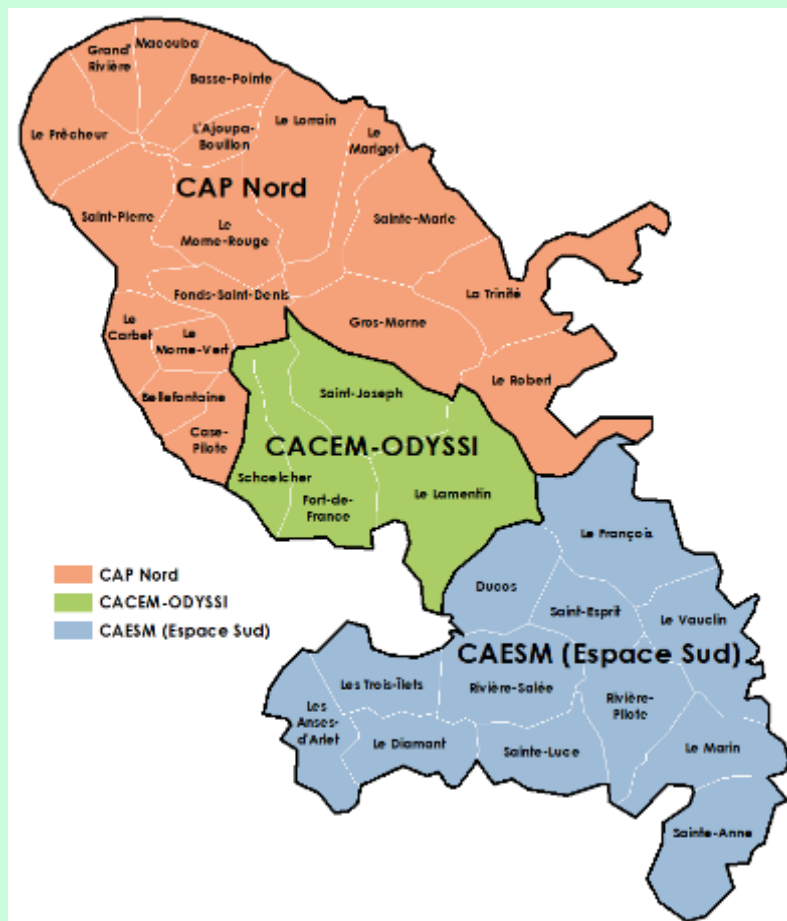 Macouba
Grand'
Rivière
Basse-Pointe
Le Lorrain
Le Prêcheur
L'Ajoupa-
Bouillon
Le
Marigot
CAP Nord
Saint-Pierre
Le
Morne-Rouge
Sainte-Marie
Fonds-Saint-Denis
La Trinité
Le
Carbet
Le
Morne-Vert
Gros-Morne
Bellefontaine
Saint-Joseph
Le Robert
Case-
Pilote
CACEM-ODYSSI
Schoelcher
Fort-de-
France
Le Lamentin
Le François
CAP Nord
CACEM-ODYSSI
CAESM (Espace Sud)
Ducos
Saint-Esprit
Le Vauclin
CAESM (Espace Sud)
Les Trois-Îlets
Rivière-Salée
Rivière-
Pilote
Les
Anses-
d'Arlet
Le Diamant
Sainte-Luce
Le Marin
Sainte-Anne